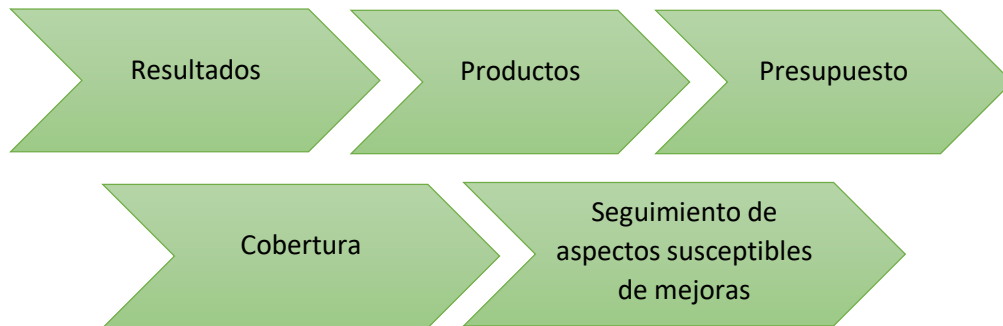 Resultados
Productos
Presupuesto
Cobertura
Seguimiento de
aspectos susceptibles
de mejoras